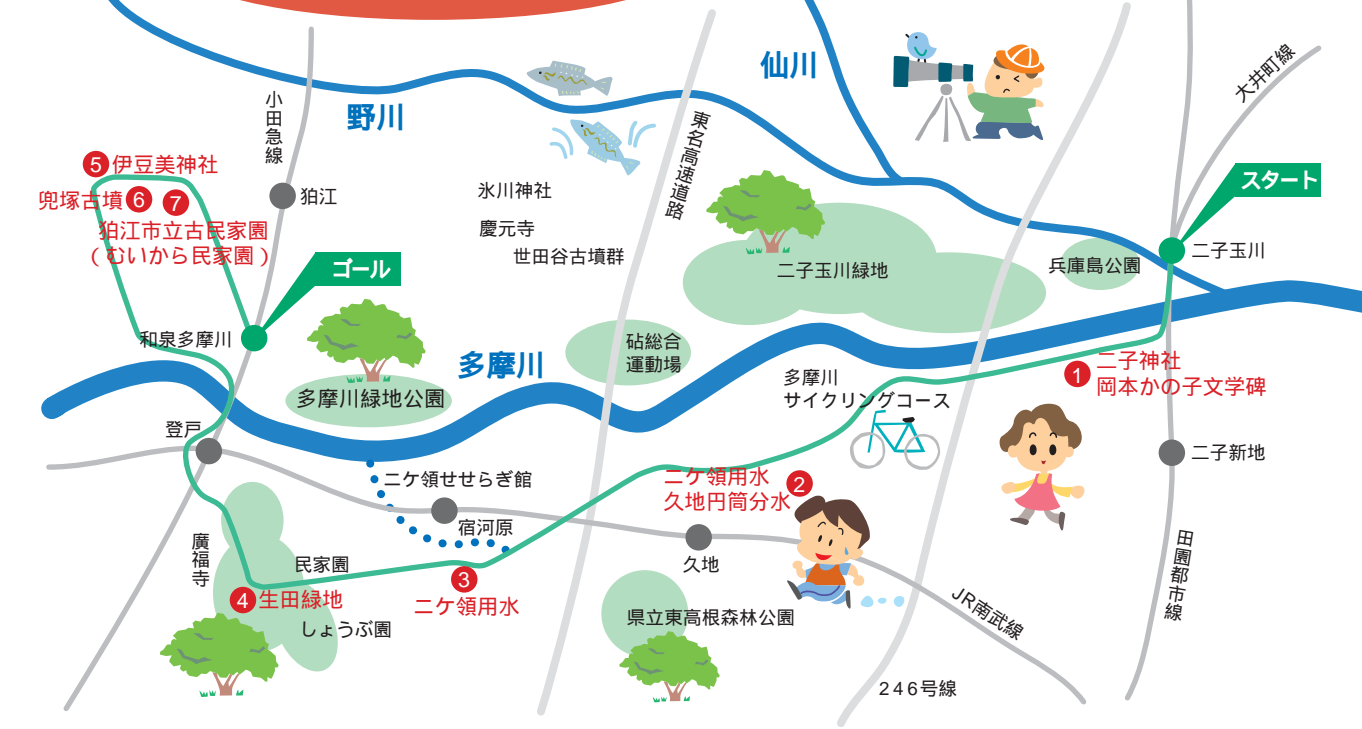 仙川
野川
小田急線
東名高速道路
大井町線
スタート
5 伊豆美神社
兜塚古墳 6 7
狛江市立古民家園
(むいから民家園)
狛江
氷川神社
慶元寺
世田谷古墳群
二子玉川緑地
兵庫島公園
二子玉川
ゴール
和泉多摩川
多摩川
砧総合
運動場
多摩川緑地公園
多摩川
サイクリングコース
1 二子神社
岡本かの子文学碑
登戸
二ケ領せせらぎ館
宿河原
二ケ領用水
久地円筒分水 2
二子新地
久地
廣福寺
民家園
3
二ケ領用水
4 生田緑地
しょうぶ園
県立東高根森林公園
JR南武線
田園都市線
246号線